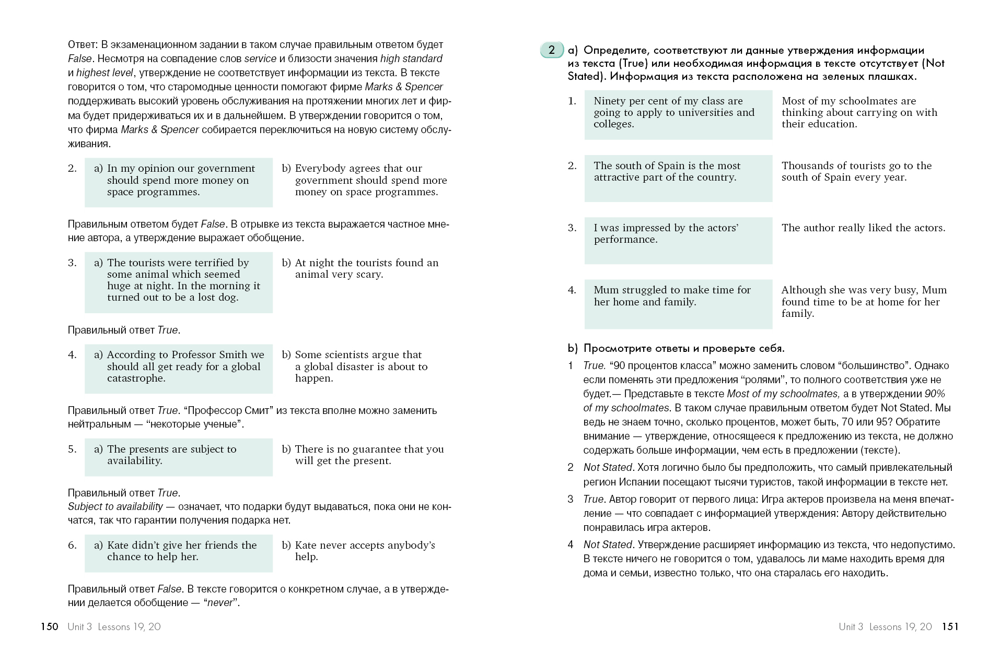 Ответ: В экзаменационном задании в таком случае правильным ответом будет
False. Несмотря на совпадение слов service и близости значения high standard
и highest level, утверждение не соответствует информации из текста. В тексте
говорится о том, что старомодные ценности помогают фирме Marks & Spencer
поддерживать высокий уровень обслуживания на протяжении многих лет и фир-
ма будет придерживаться их и в дальнейшем. В утверждении говорится о том,
что фирма Marks & Spencer собирается переключиться на новую систему обслу-
живания.
2. a) In my opinion our government
should spend more money on
space programmes.
b) Everybody agrees that our
government should spend more
money on space programmes.
Правильным ответом будет False. В отрывке из текста выражается частное мне-
ние автора, а утверждение выражает обобщение.
3. a) The tourists were terrified by
some animal which seemed
huge at night. In the morning it
turned out to be a lost dog.
b) At night the tourists found an
animal very scary.
Правильный ответ True.
4. a) According to Professor Smith we
should all get ready for a global
catastrophe.
b) Some scientists argue that
a global disaster is about to
happen.
Правильный ответ True. “Профессор Смит” из текста вполне можно заменить
нейтральным — “некоторые ученые”.
5. a) The presents are subject to
availability.
b) There is no guarantee that you
will get the present.
Правильный ответ True.
Subject to availability — означает, что подарки будут выдаваться, пока они не кон-
чатся, так что гарантии получения подарка нет.
6. a) Kate didn’t give her friends the
chance to help her.
b) Kate never accepts anybody’s
help.
Правильный ответ False. В тексте говорится о конкретном случае, а в утвержде-
нии делается обобщение — “never”.
150 Unit 3 Lessons 19, 20
2 a) Определите, соответствуют ли данные утверждения информации
из текста (True) или необходимая информация в тексте отсутствует (Not
Stated). Информация из текста расположена на зеленых плашках.
1. Ninety per cent of my class are
going to apply to universities and
colleges.
Most of my schoolmates are
thinking about carrying on with
their education.
2. The south of Spain is the most
attractive part of the country.
Thousands of tourists go to the
south of Spain every year.
3. I was impressed by the actors’
performance.
The author really liked the actors.
4. Mum struggled to make time for
her home and family.
Although she was very busy, Mum
found time to be at home for her
family.
b) Просмотрите ответы и проверьте себя.
1 True. “90 процентов класса” можно заменить словом “большинство”. Однако
если поменять эти предложения “ролями”, то полного соответствия уже не
будет.— Представьте в тексте Most of my schoolmates, а в утверждении 90%
of my schoolmates. В таком случае правильным ответом будет Not Stated. Мы
ведь не знаем точно, сколько процентов, может быть, 70 или 95? Обратите
внимание — утверждение, относящееся к предложению из текста, не должно
содержать больше информации, чем есть в предложении (тексте).
2 Not Stated. Хотя логично было бы предположить, что самый привлекательный
регион Испании посещают тысячи туристов, такой информации в тексте нет.
3 True. Автор говорит от первого лица: Игра актеров произвела на меня впечат-
ление — что совпадает с информацией утверждения: Автору действительно
понравилась игра актеров.
4 Not Stated. Утверждение расширяет информацию из текста, что недопустимо.
В тексте ничего не говорится о том, удавалось ли маме находить время для
дома и семьи, известно только, что она старалась его находить.
Unit 3 Lessons 19, 20 151